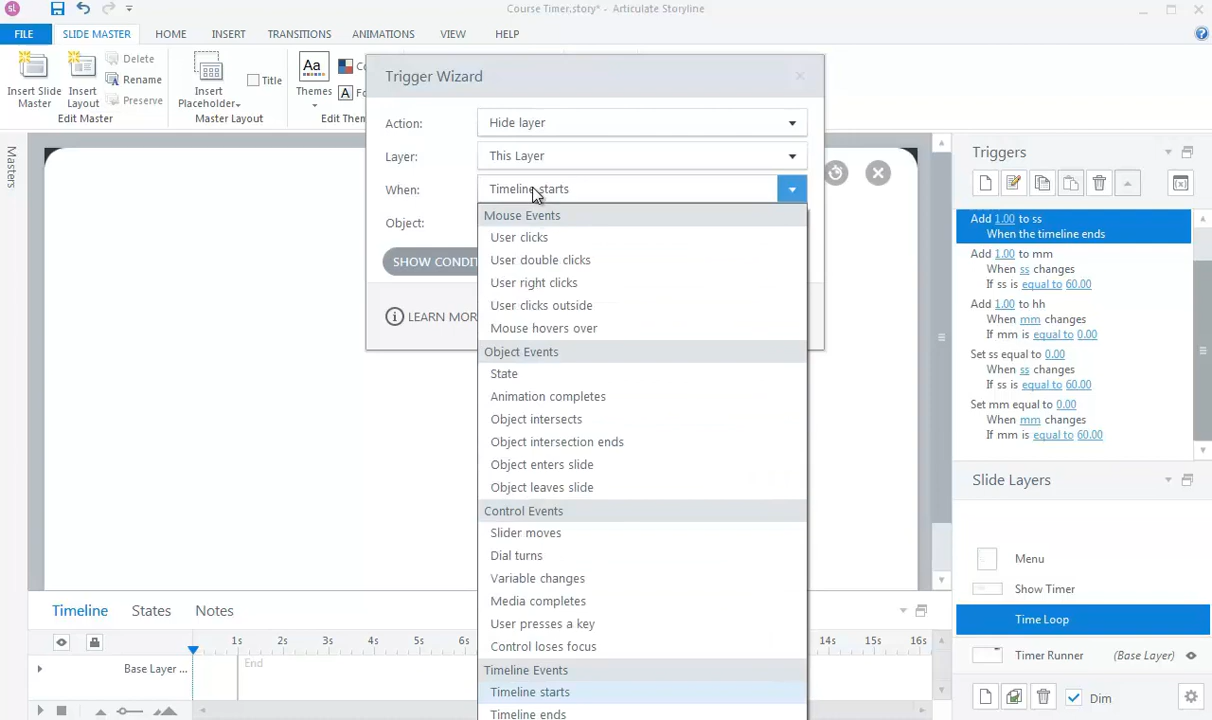 sl
Course Timer.story* - Articulate Storyline
FILE SLIDE MASTER HOME INSERT TRANSITIONS ANIMATIONS VIEW HELP
Insert Slide Master
Insert Layout
Delete
Rename
Preserve
Edit Master
Insert Placeholder
Title
Master Layout
Aa
Themes
A
Edit
Masters
Trigger Wizard
Action: Hide layer
Layer: This Layer
When: Timeline starts
Object:
SHOW
LEARN
Mouse Events
User clicks
User double clicks
User right clicks
User clicks outside
Mouse hovers over
Object Events
State
Animation completes
Object intersects
Object intersection ends
Object enters slide
Object leaves slide
Control Events
Slider moves
Dial turns
Variable changes
Media completes
User presses a key
Control loses focus
Timeline Events
Timeline starts
Timeline ends
Triggers
Add 1.00 to ss
When the timeline ends
Add 1.00 to mm
When ss changes
If ss is equal to 60.00
Add 1.00 to hh
When mm changes
If mm is equal to 0.00
Set ss equal to 0.00
When ss changes
If ss is equal to 60.00
Set mm equal to 0.00
When mm changes
If mm is equal to 60.00
Slide Layers
Menu
Show Timer
Time Loop
Timer Runner (Base Layer)
Dim
Timeline States Notes
1s 2s 3s 4s 5s 6s 14s 15s 16s
Base Layer ... End